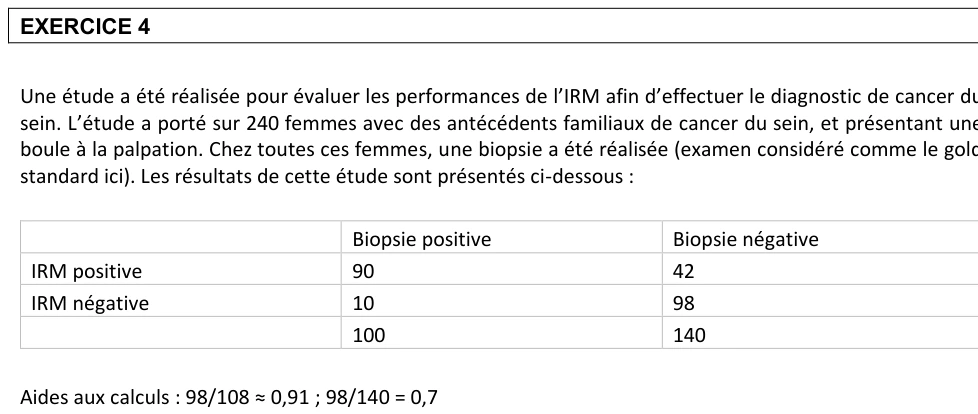 EXERCICE 4
Une étude a été réalisée pour évaluer les performances de l’IRM afin d’effectuer le diagnostic de cancer du
sein. L’étude a porté sur 240 femmes avec des antécédents familiaux de cancer du sein, et présentant une
boule à la palpation. Chez toutes ces femmes, une biopsie a été réalisée (examen considéré comme le gold
standard ici). Les résultats de cette étude sont présentés ci-dessous :
Biopsie positive Biopsie négative
IRM positive 90 42
IRM négative 10 98
100 140
Aides aux calculs : 98/108 ≈ 0,91 ; 98/140 = 0,7